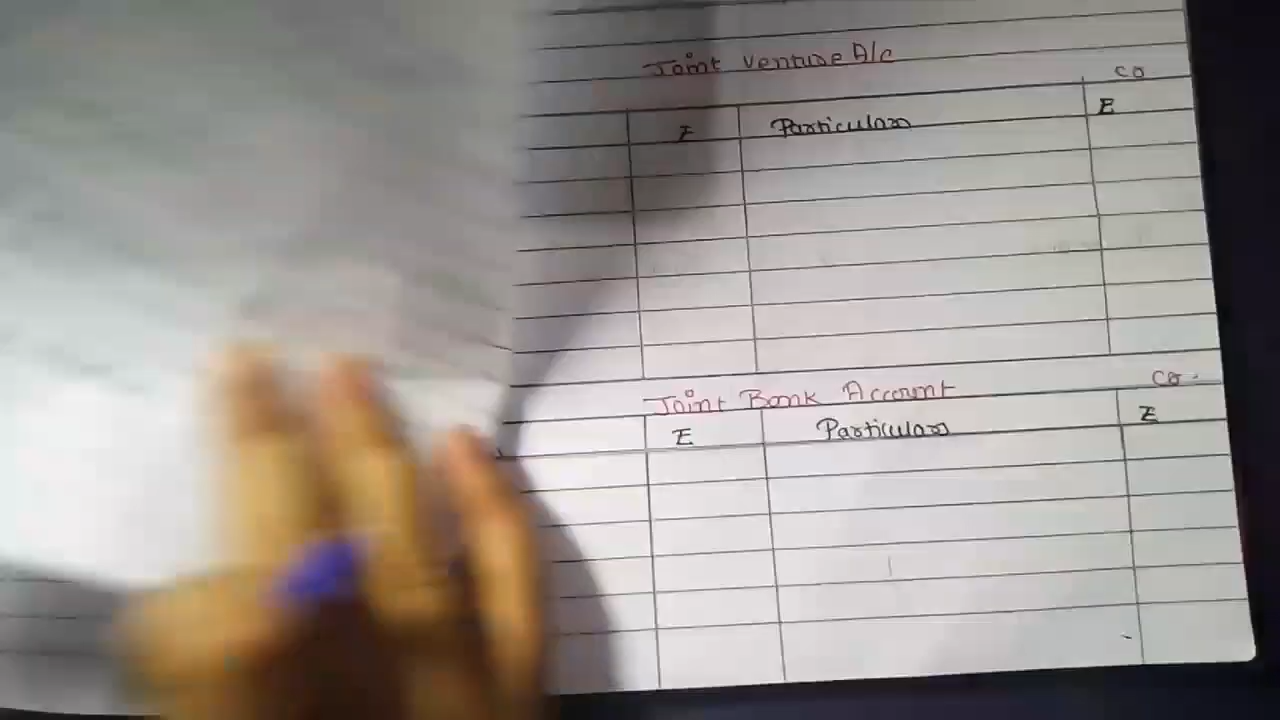 Joint Venture A/c
Cr
₹ Particulars ₹
Joint Bank Account
Cr.
₹ Particulars ₹